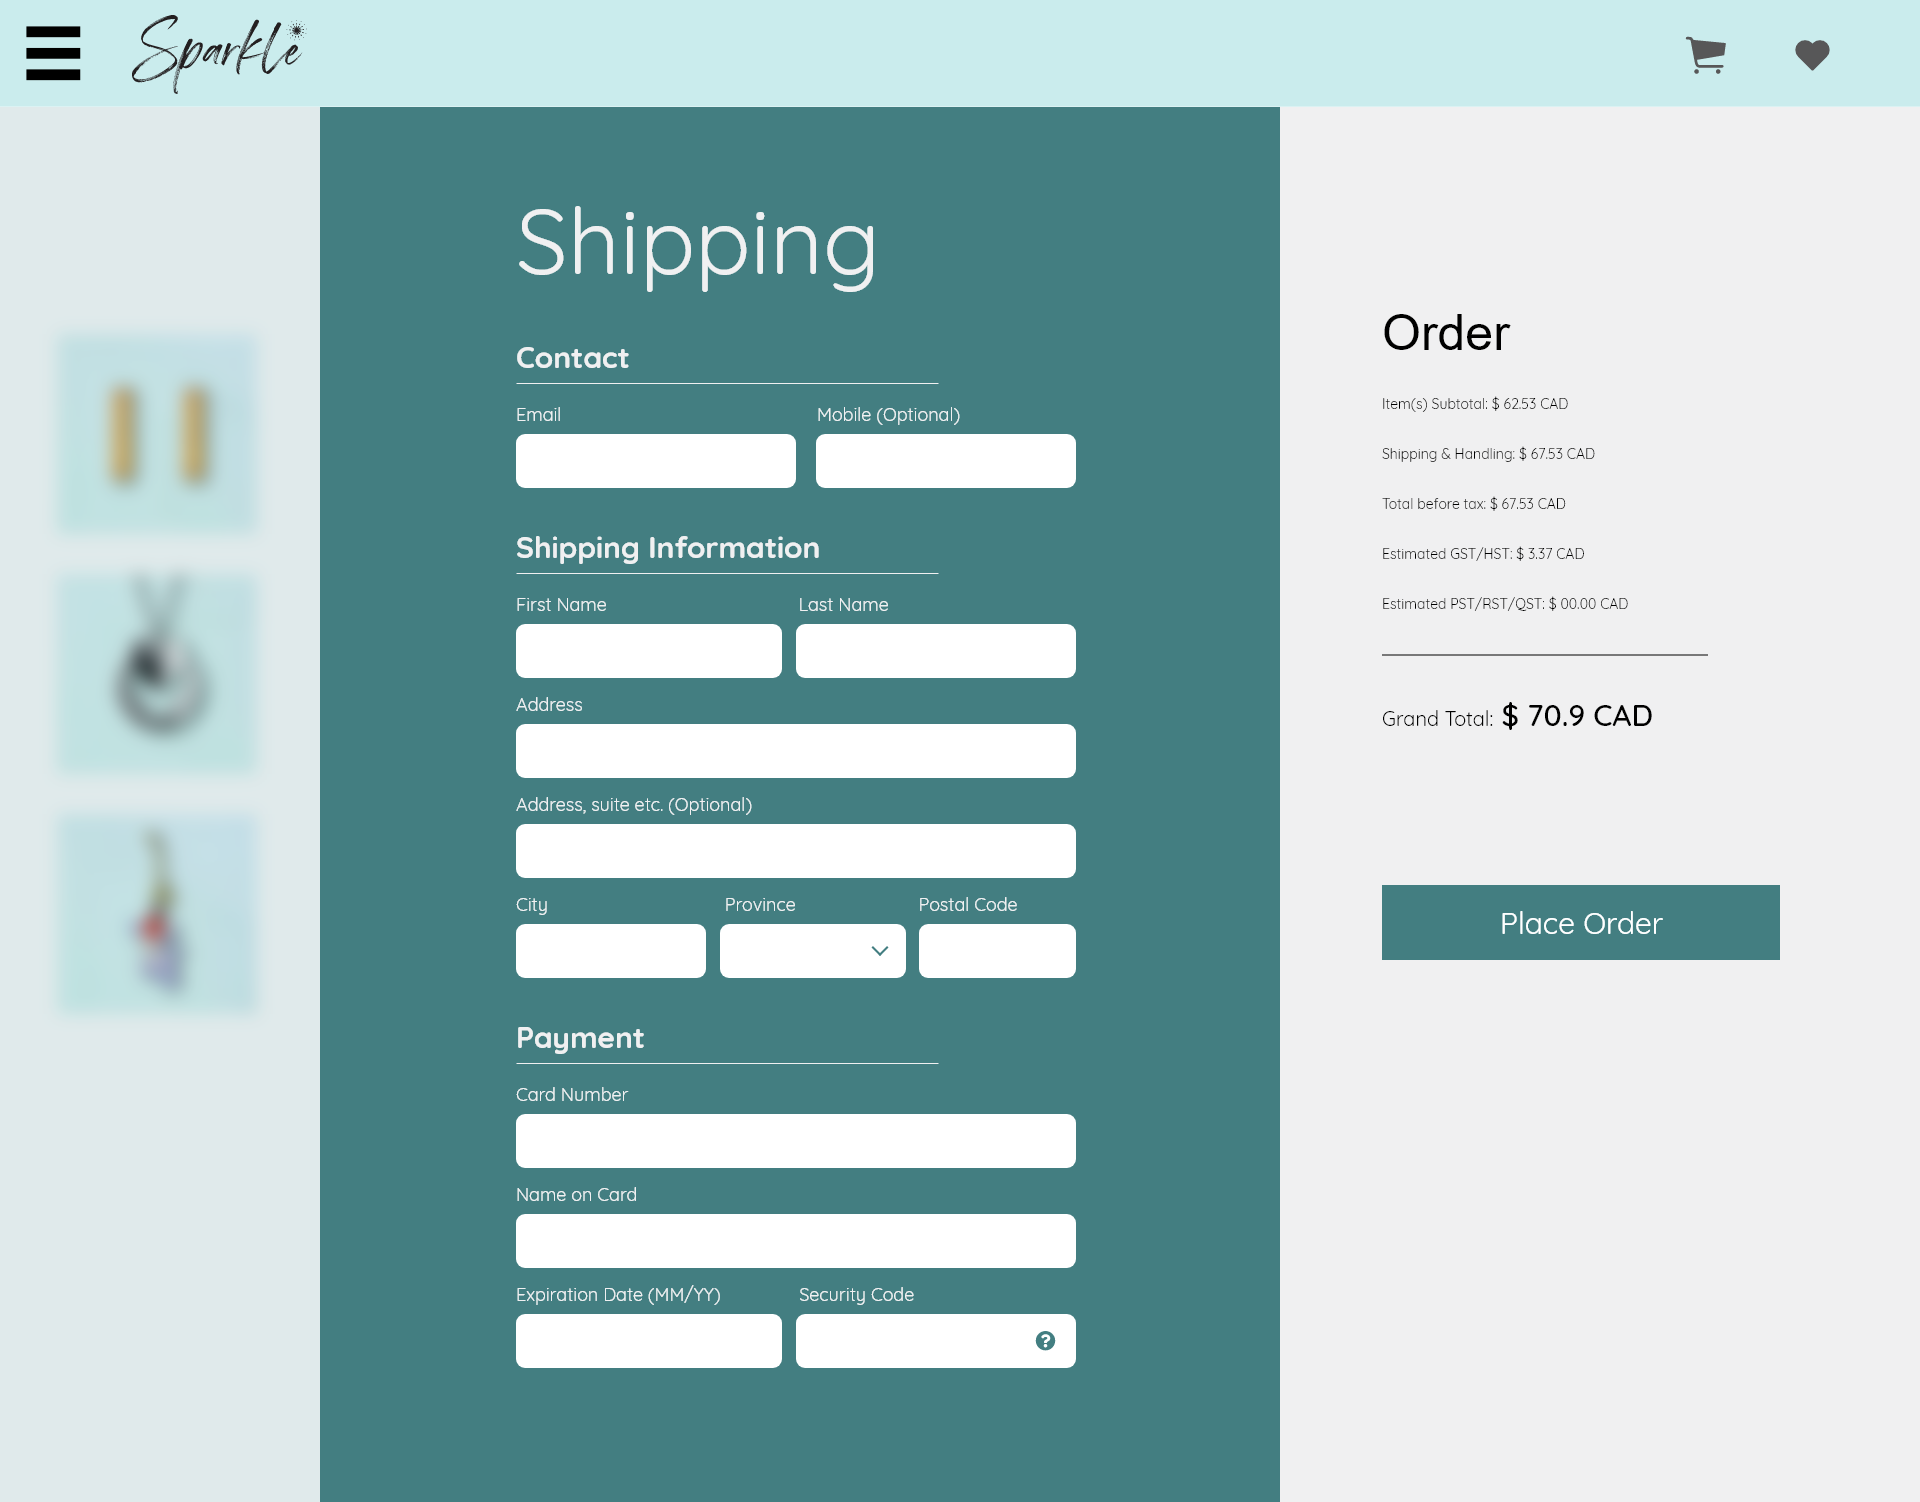 Sparkle
Shipping
Contact
Email
Mobile (Optional)
Shipping Information
First Name
Last Name
Address
Address, suite etc. (Optional)
City
Province
Postal Code
Payment
Card Number
Name on Card
Expiration Date (MM/YY)
Security Code
?
Order
Item(s) Subtotal: $ 62.53 CAD
Shipping & Handling: $ 67.53 CAD
Total before tax: $ 67.53 CAD
Estimated GST/HST: $ 3.37 CAD
Estimated PST/RST/QST: $ 00.00 CAD
Grand Total: $ 70.9 CAD
Place Order